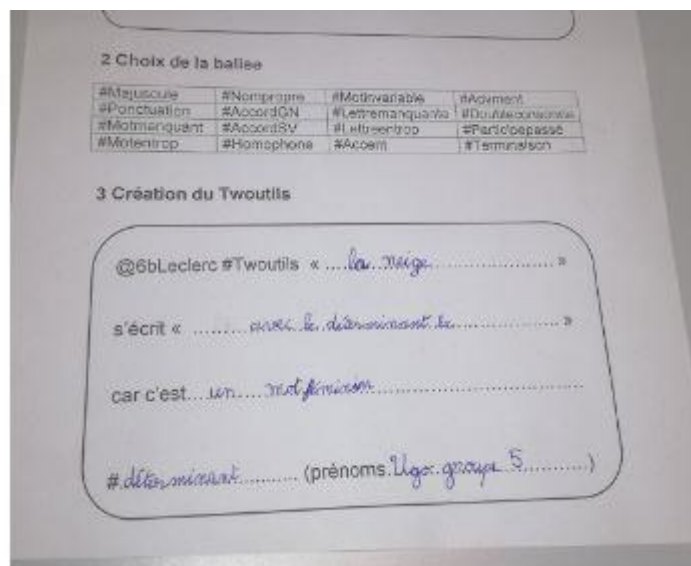 2 Choix de la balise
#Majuscule #Nompropre #Motinvariable #Adjment
#Ponctuation #AccordGN #Lettremanquante #Doubleconsonne
#Motmanquant #AccordSV #Lettreentrop #Participepassé
#Motentrop #Homophone #Accent #Terminaison
3 Création du Twoutils
@6bLeclerc #Twoutils « ....la neige.................... »
s'écrit « ........avec le déterminant la................ »
car c'est...un....mot féminin................................
#.déterminant........... (prénoms.Ugo.groupe 5............)